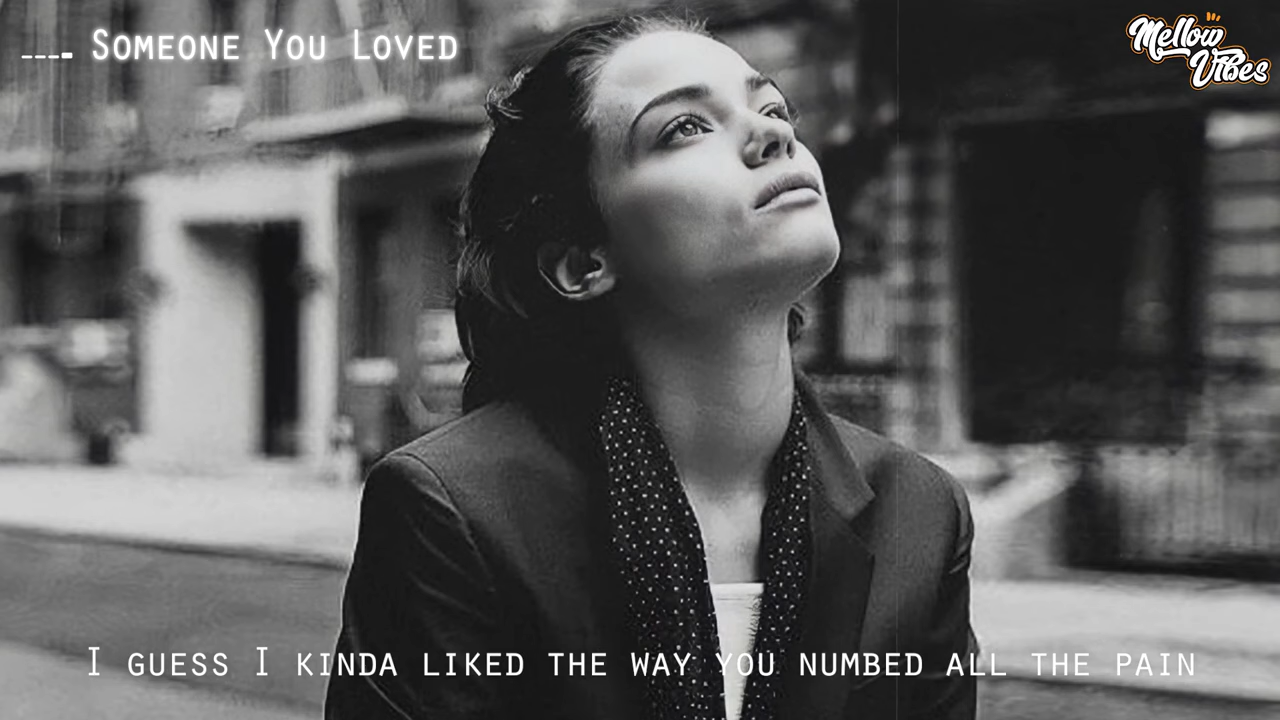 Someone You Loved
Mellow
Vibes
I GUESS I KINDA LIKED THE WAY YOU NUMBED ALL THE PAIN